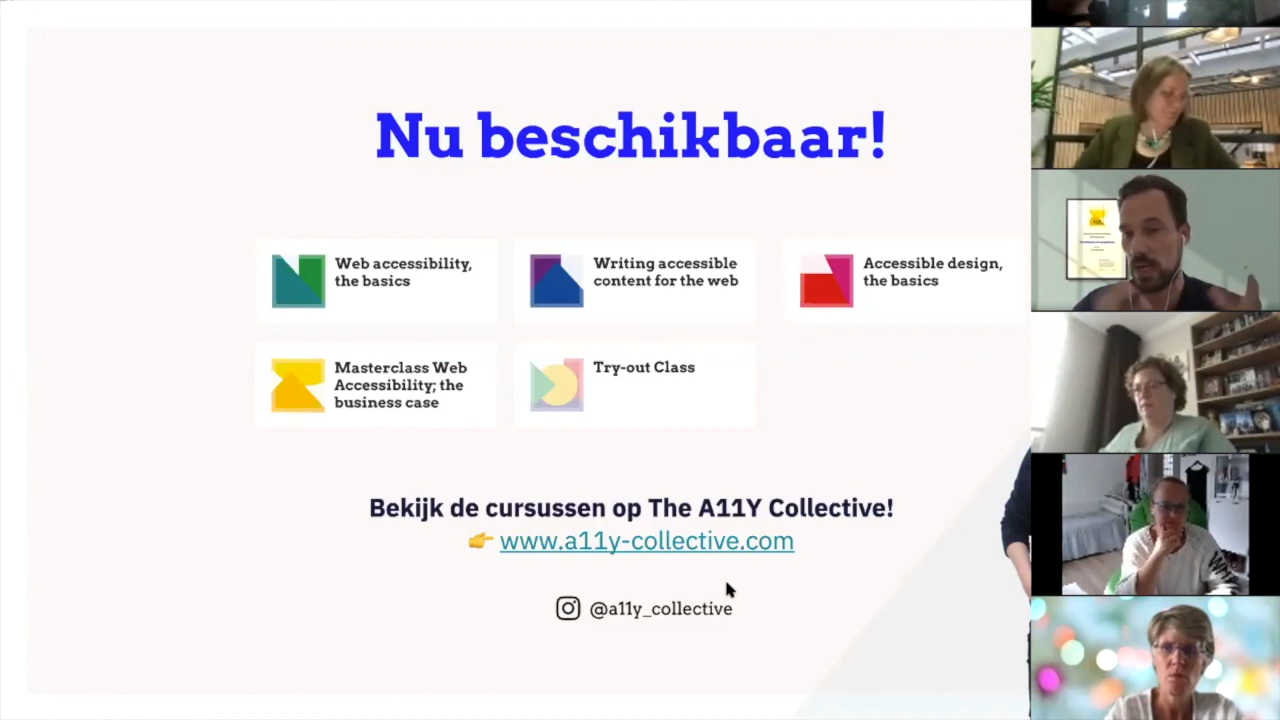 Nu beschikbaar!
Web accessibility,
the basics
Writing accessible
content for the web
Accessible design,
the basics
Masterclass Web
Accessibility; the
business case
Try-out Class
Bekijk de cursussen op The A11Y Collective!
👉 www.a11y-collective.com
@a11y_collective